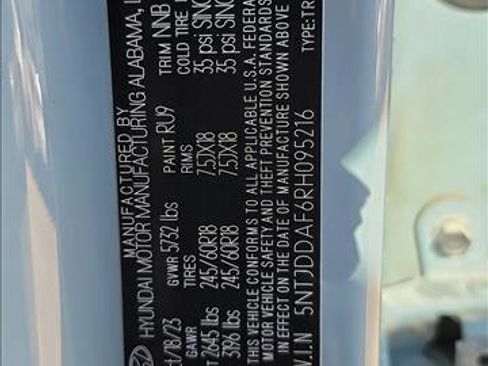 MANUFACTURED BY
HYUNDAI MOTOR MANUFACTURING ALABAMA, L
ct/18/23 GVWR 5732 lbs PAINT RU9 TRIM NNB
GAWR TIRES RIMS COLD TIRE
T 2645 lbs 245/60R18 7.5JX18 35 psi SING
3196 lbs 245/60R18 7.5JX18 35 psi SING
THIS VEHICLE CONFORMS TO ALL APPLICABLE U.S.A. FEDERA
MOTOR VEHICLE SAFETY AND THEFT PREVENTION STANDARDS
IN EFFECT ON THE DATE OF MANUFACTURE SHOWN ABOVE
V.I.N 5NTJDDAF6RH095216 TYPE:TR